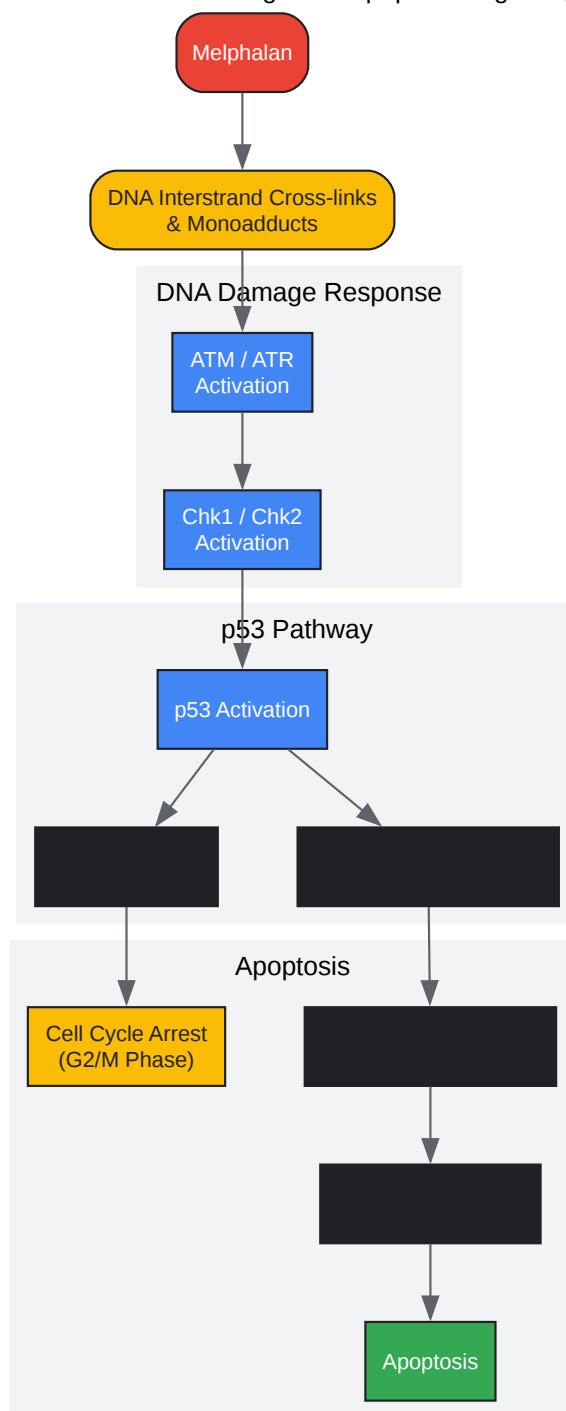 Melphalan
DNA Interstrand Cross-links
& Monoadducts
DNA Damage Response
ATM / ATR
Activation
Chk1 / Chk2
Activation
p53 Pathway
p53 Activation
Apoptosis
Cell Cycle Arrest
(G2/M Phase)
Apoptosis